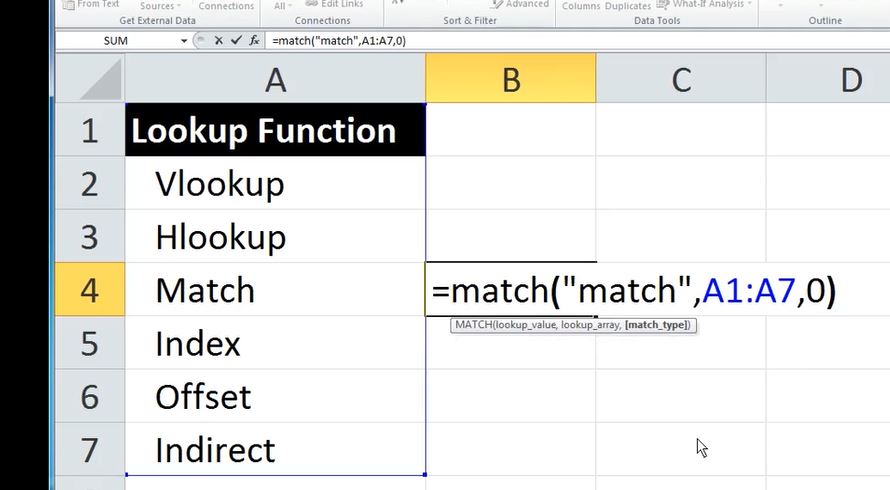 From Text
Sources
Connections
All
Edit Links
Advanced
Columns Duplicates
What-If Analysis
Get External Data
Connections
Sort & Filter
Data Tools
Outline
SUM
fx
=match("match",A1:A7,0)
A B C D
1 Lookup Function
2 Vlookup
3 Hlookup
4 Match =match("match",A1:A7,0)
MATCH(lookup_value, lookup_array, [match_type])
5 Index
6 Offset
7 Indirect